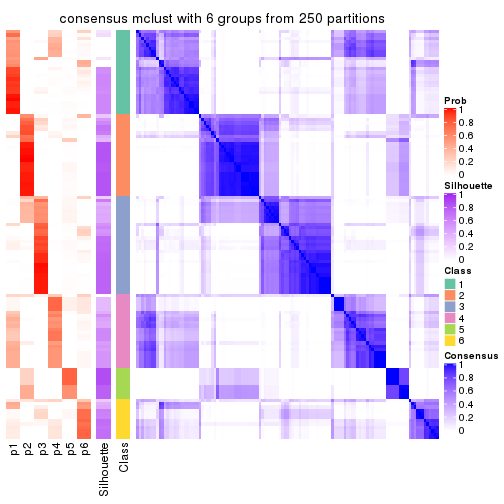 consensus mclust with 6 groups from 250 partitions
Prob
1
0.8
0.6
0.4
0.2
0
Silhouette
1
0.8
0.6
0.4
0.2
0
Class
1
2
3
4
5
6
Consensus
1
0.8
0.6
0.4
0.2
0
p1
p2
p3
p4
p5
p6
Silhouette
Class